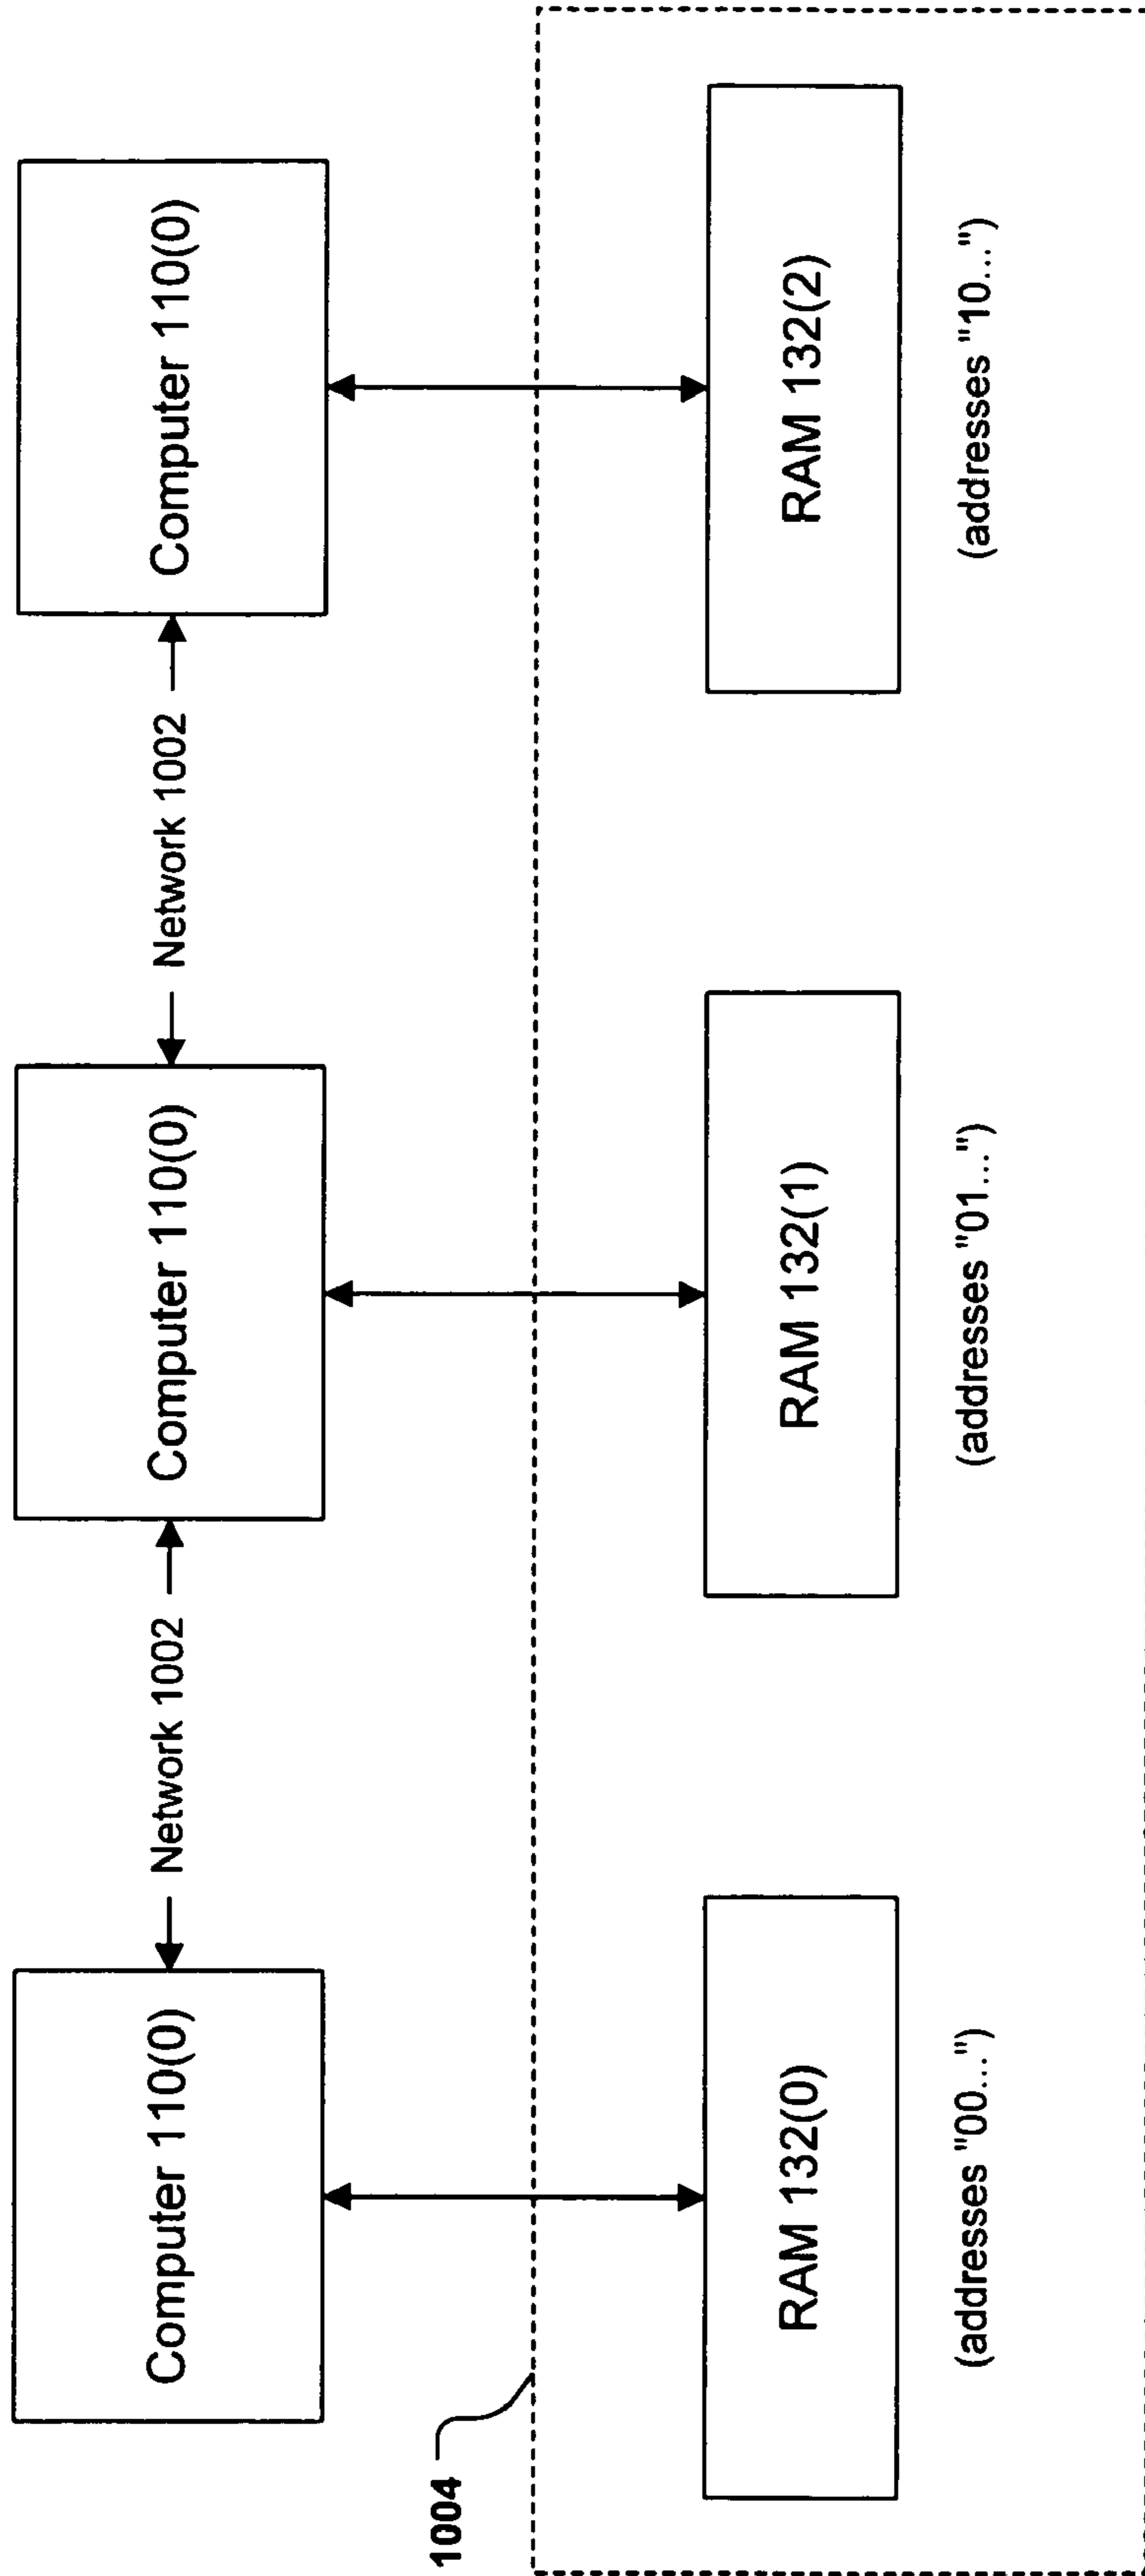 Computer 110(0)
Network 1002
Computer 110(0)
Network 1002
Computer 110(0)
1004
RAM 132(0)
RAM 132(1)
RAM 132(2)
(addresses "00...")
(addresses "01...")
(addresses "10...")